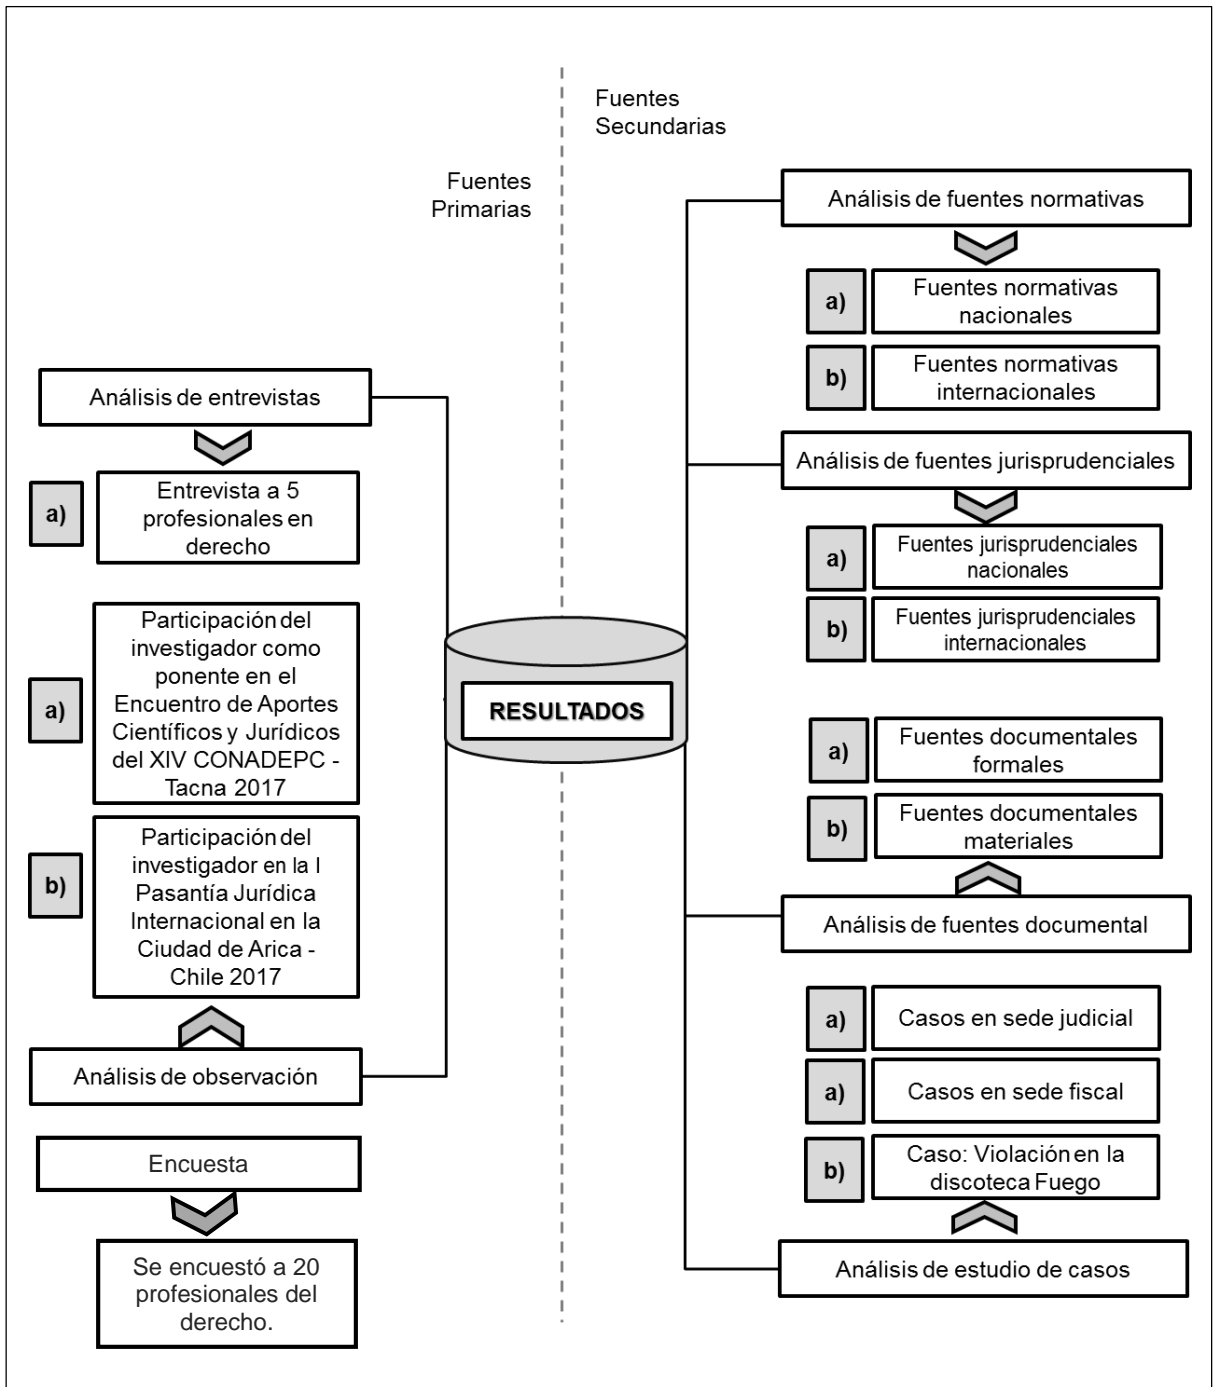 Fuentes
Primarias
Análisis de entrevistas
a)
Entrevista a 5
profesionales en
derecho
a)
Participación del
investigador como
ponente en el
Encuentro de Aportes
Científicos y Jurídicos
del XIV CONADEPC -
Tacna 2017
b)
Participación del
investigador en la I
Pasantía Jurídica
Internacional en la
Ciudad de Arica -
Chile 2017
Análisis de observación
Encuesta
Se encuestó a 20
profesionales del
derecho.
RESULTADOS
Fuentes
Secundarias
Análisis de fuentes normativas
a)
Fuentes normativas
nacionales
b)
Fuentes normativas
internacionales
Análisis de fuentes jurisprudenciales
a)
Fuentes jurisprudenciales
nacionales
b)
Fuentes jurisprudenciales
internacionales
a)
Fuentes documentales
formales
b)
Fuentes documentales
materiales
Análisis de fuentes documental
a)
Casos en sede judicial
a)
Casos en sede fiscal
b)
Caso: Violación en la
discoteca Fuego
Análisis de estudio de casos